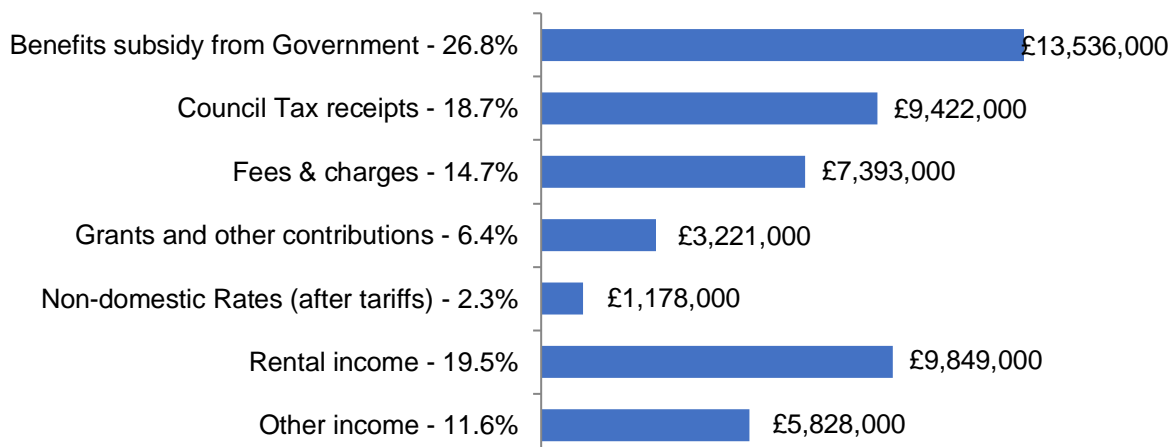 Benefits subsidy from Government - 26.8% £13,536,000
Council Tax receipts - 18.7% £9,422,000
Fees & charges - 14.7% £7,393,000
Grants and other contributions - 6.4% £3,221,000
Non-domestic Rates (after tariffs) - 2.3% £1,178,000
Rental income - 19.5% £9,849,000
Other income - 11.6% £5,828,000